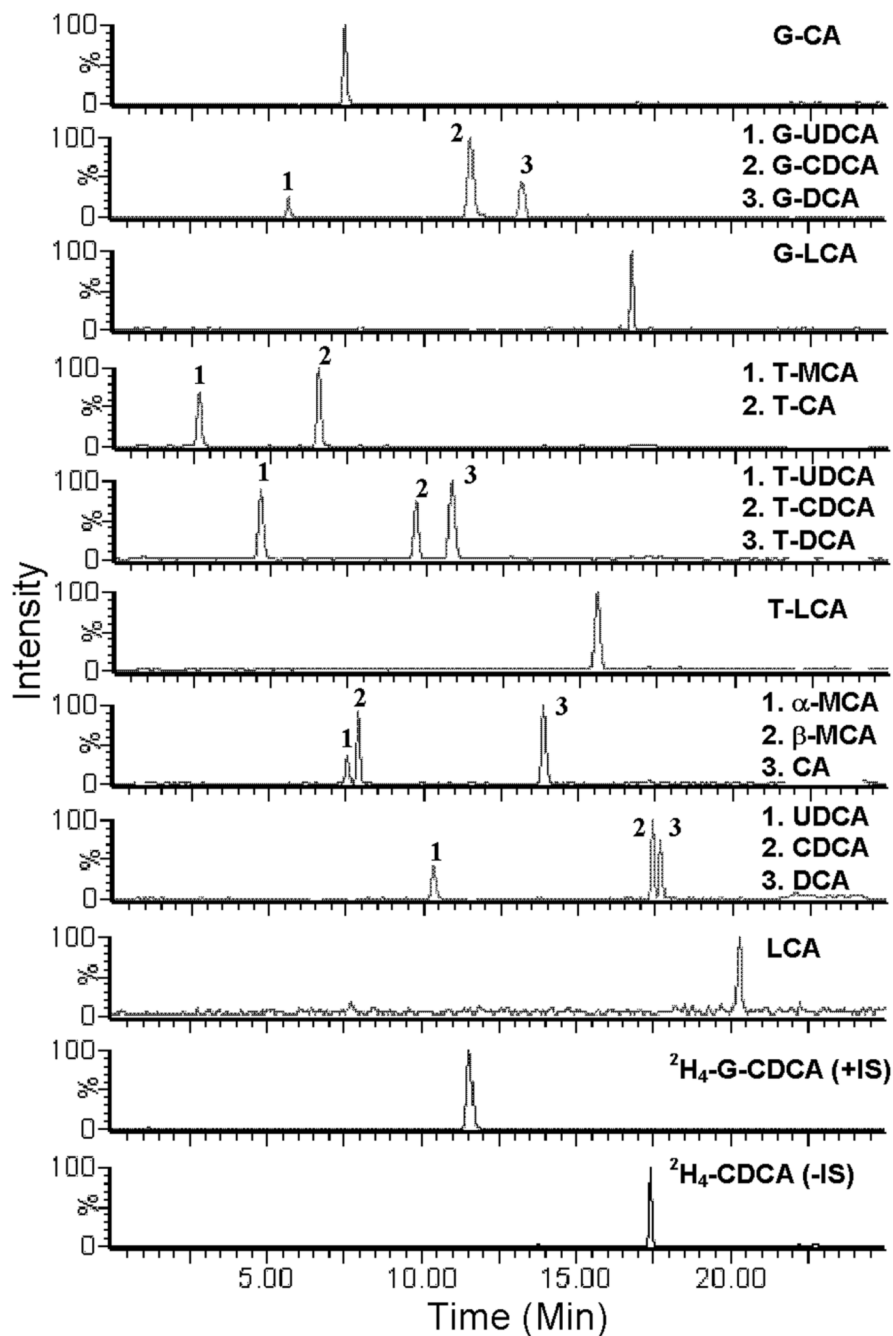 100
%
0
G-CA
100
%
0
1
2
3
1. G-UDCA
2. G-CDCA
3. G-DCA
100
%
0
G-LCA
100
%
0
1
2
1. T-MCA
2. T-CA
100
%
0
1
2
3
1. T-UDCA
2. T-CDCA
3. T-DCA
100
%
0
T-LCA
Intensity
100
%
0
1
2
3
1. α-MCA
2. β-MCA
3. CA
100
%
0
1
2
3
1. UDCA
2. CDCA
3. DCA
100
%
0
LCA
100
%
0
²H₄-G-CDCA (+IS)
100
%
0
²H₄-CDCA (-IS)
5.00 10.00 15.00 20.00
Time (Min)